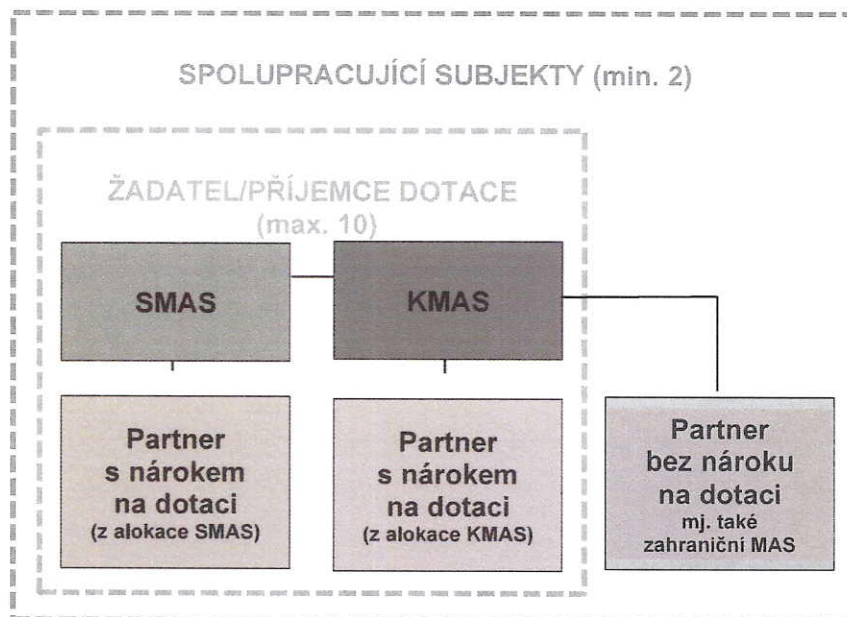 SPOLUPRACUJÍCÍ SUBJEKTY (min. 2)
ŽADATEL/PŘÍJEMCE DOTACE
(max. 10)
SMAS
KMAS
Partner
s nárokem
na dotaci
(z alokace SMAS)
Partner
s nárokem
na dotaci
(z alokace KMAS)
Partner
bez nároku
na dotaci
mj. také
zahraniční MAS